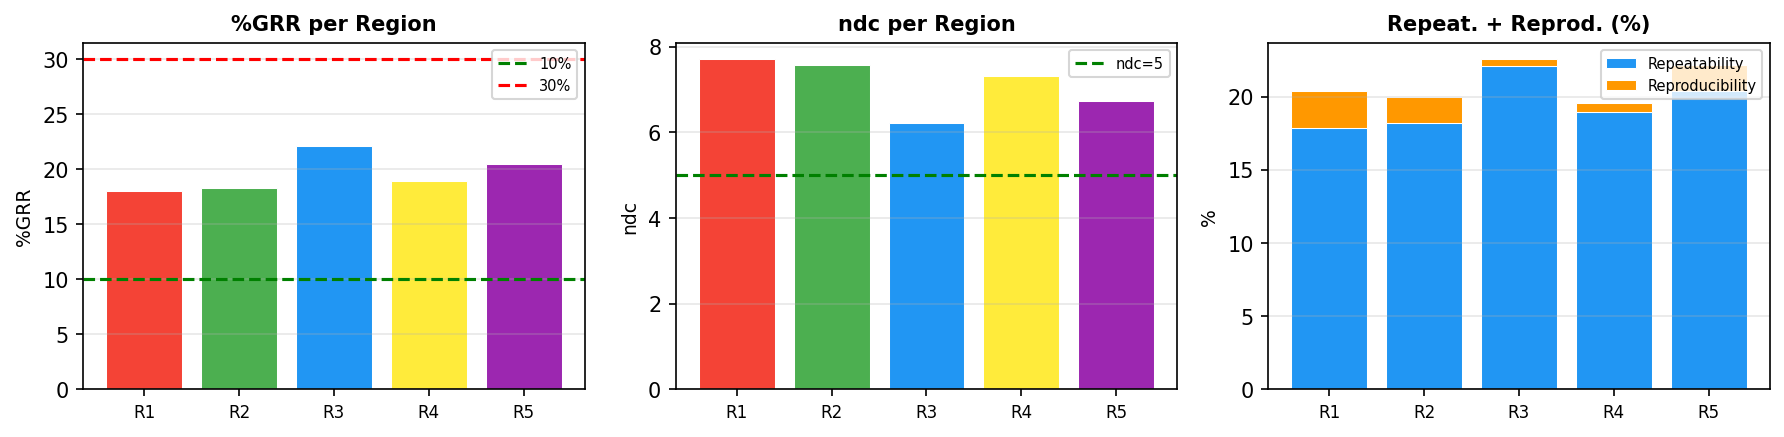 %GRR per Region
%GRR
30
25
20
15
10
5
0
10%
30%
R1 R2 R3 R4 R5
ndc per Region
ndc
8
6
4
2
0
ndc=5
R1 R2 R3 R4 R5
Repeat. + Reprod. (%)
%
20
15
10
5
0
Repeatability
Reproducibility
R1 R2 R3 R4 R5